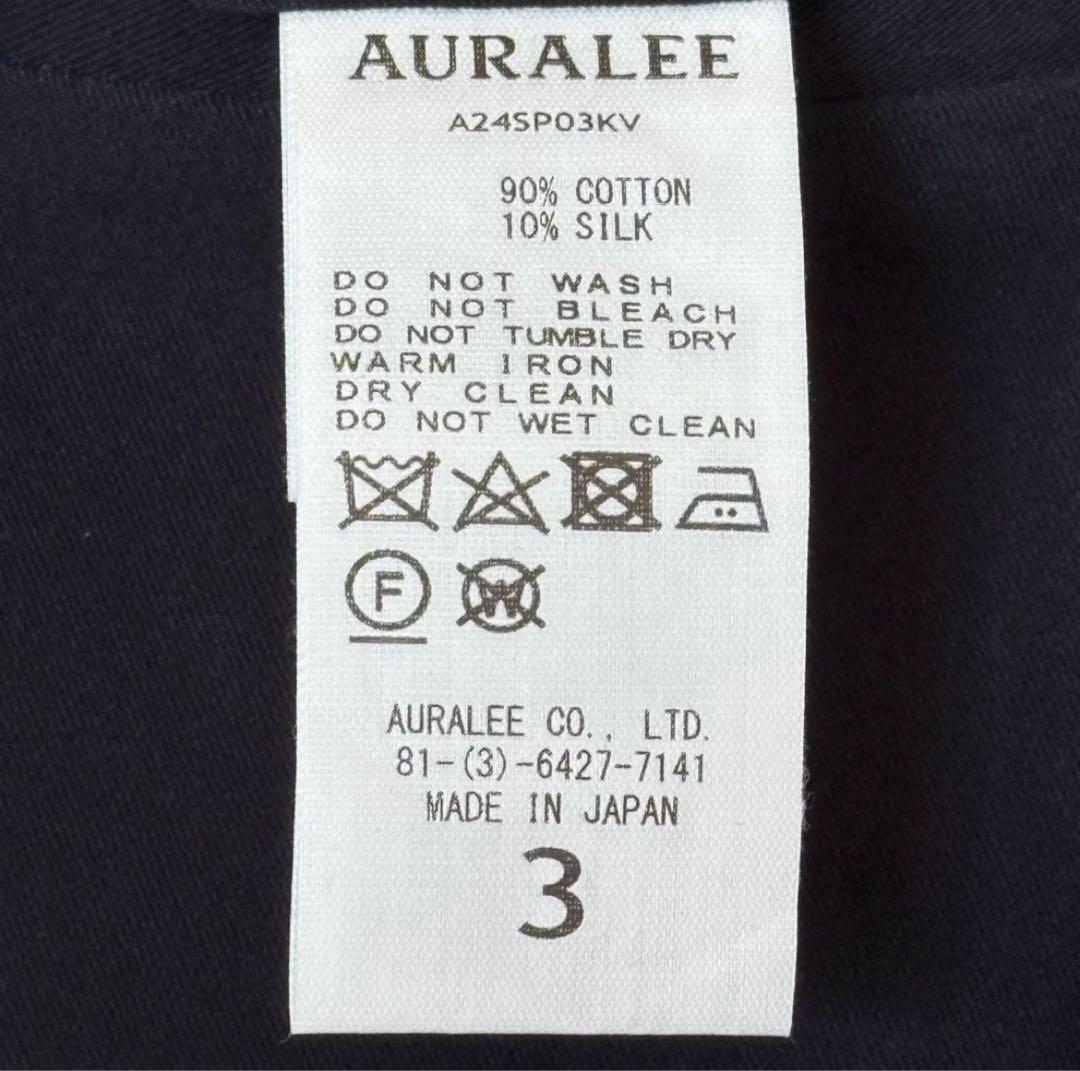 AURALEE
A24SP03KV
90% COTTON
10% SILK
DO NOT WASH
DO NOT BLEACH
DO NOT TUMBLE DRY
WARM IRON
DRY CLEAN
DO NOT WET CLEAN
F W
AURALEE CO., LTD.
81-(3)-6427-7141
MADE IN JAPAN
3